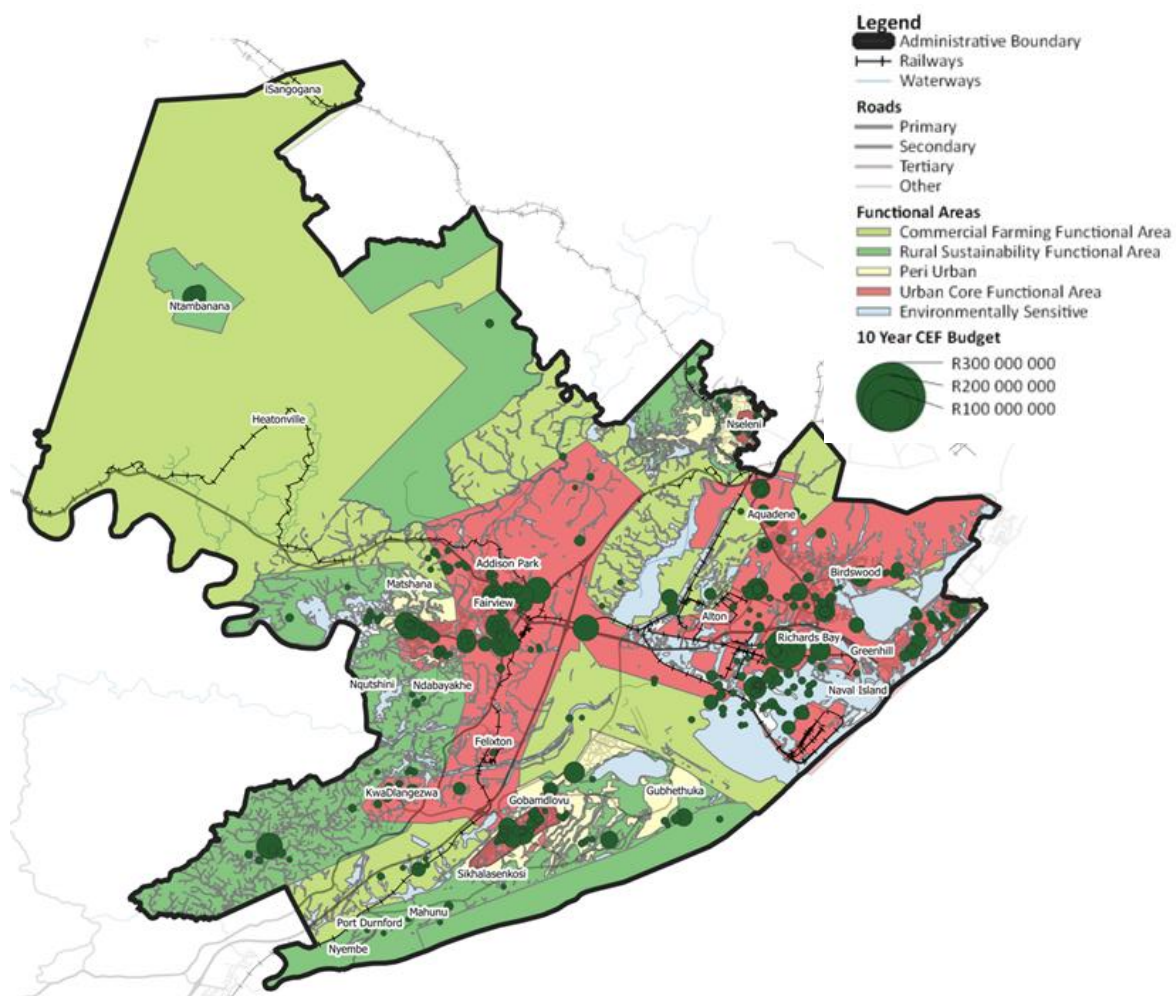 Legend
Administrative Boundary
Railways
Waterways
Roads
Primary
Secondary
Tertiary
Other
Functional Areas
Commercial Farming Functional Area
Rural Sustainability Functional Area
Peri Urban
Urban Core Functional Area
Environmentally Sensitive
10 Year CEF Budget
R300 000 000
R200 000 000
R100 000 000
iSangogana
Ntambanana
Heatonville
Nseleni
Aquadene
Addison Park
Birdswood
Matshana
Fairview
Alton
Richards Bay
Greenhill
Nqutshini
Ndabayakhe
Naval Island
Felixton
KwaDlangezwa
Gobamdlovu
Gubhethuka
Sikhalasenkosi
Mahunu
Port Durnford
Nyembe